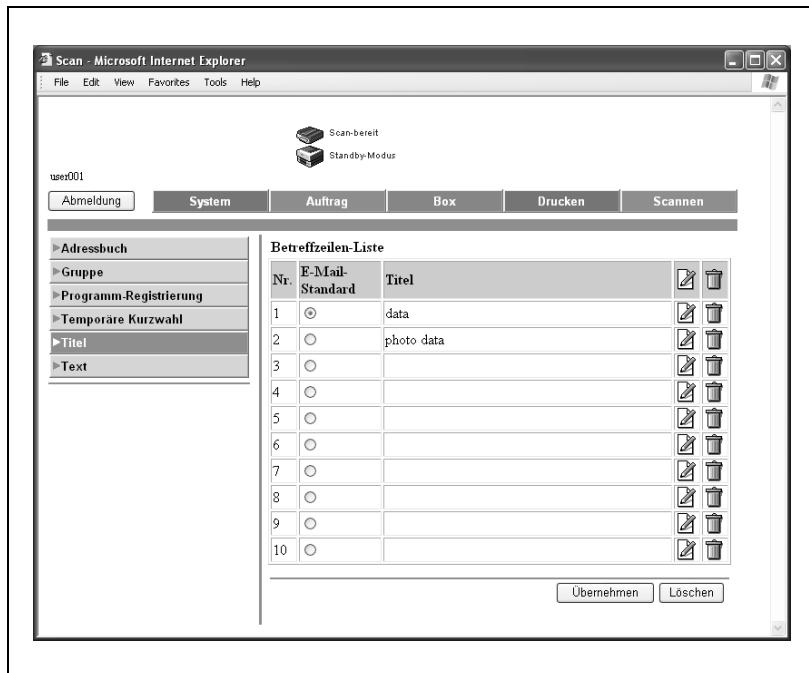 Scan - Microsoft Internet Explorer
File Edit View Favorites Tools Help
Scan-bereit
Standby-Modus
user001
Abmeldung System Auftrag Box Drucken Scannen
Adressbuch
Gruppe
Programm-Registrierung
Temporäre Kurzwahl
Titel
Text
Betreffzeilen-Liste
Nr. E-Mail-Standard Titel
1 data
2 photo data
3
4
5
6
7
8
9
10
Übernehmen Löschen